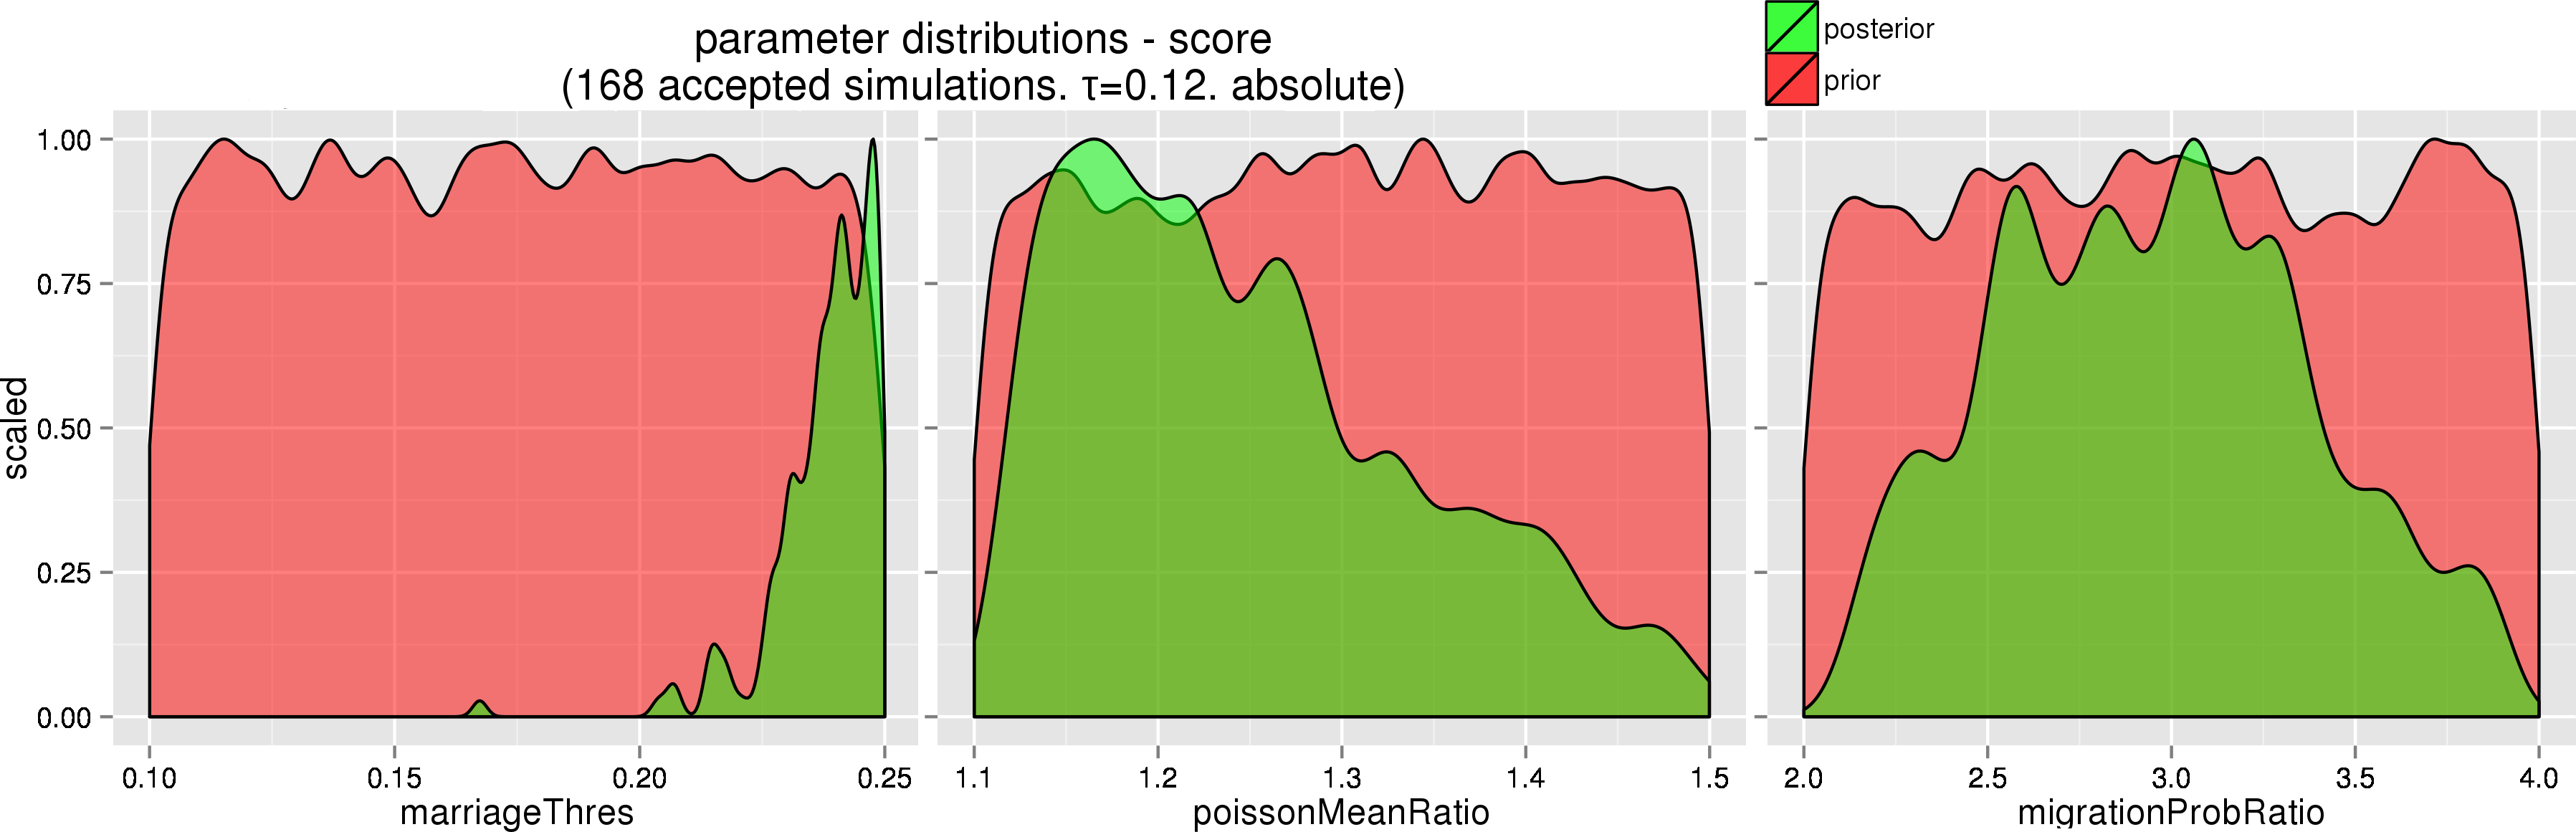 parameter distributions - score
(168 accepted simulations. τ=0.12. absolute)
posterior
prior
scaled
1.00
0.75
0.50
0.25
0.00
0.10 0.15 0.20 0.25
marriageThres
1.1 1.2 1.3 1.4 1.5
poissonMeanRatio
2.0 2.5 3.0 3.5 4.0
migrationProbRatio